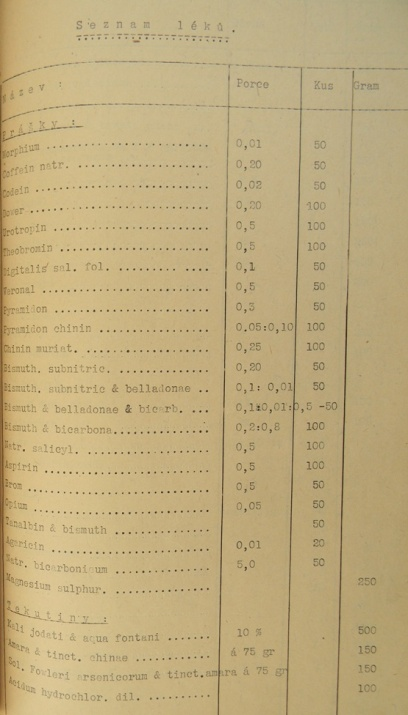 Seznam léků.
Název : Porce Kus Gram
Prášky :
Morphium 0,01 50
Coffein natr. 0,20 50
Codein 0,02 50
Dower 0,20 100
Urotropin 0,5 100
Theobromin 0,5 100
Digitalis sal. fol. 0,1 50
Veronal 0,5 50
Pyramidon 0,3 50
Pyramidon chinin 0,05:0,10 100
Chinin muriat. 0,25 100
Bismuth. subnitric. 0,20 50
Bismuth. subnitric & belladonae 0,1: 0,01 50
Bismuth & belladonae & bicarb. 0,1:0,01:0,5 -50
Bismuth & bicarbona. 0,2:0,8 100
Natr. salicyl. 0,5 100
Aspirin 0,5 100
Brom 0,5 50
Opium 0,05 50
Tanalbin & bismuth 50
Agaricin 0,01 20
Natr. bicarbonicum 5,0 50
Magnesium sulphur. 250
Tekutiny :
Kali jodati & aqua fontani 10 % 500
Amara & tinct. chinae á 75 gr 150
Sol. Fowleri arsenicorum & tinct.amara á 75 gr 150
Acidum hydrochlor. dil. 100